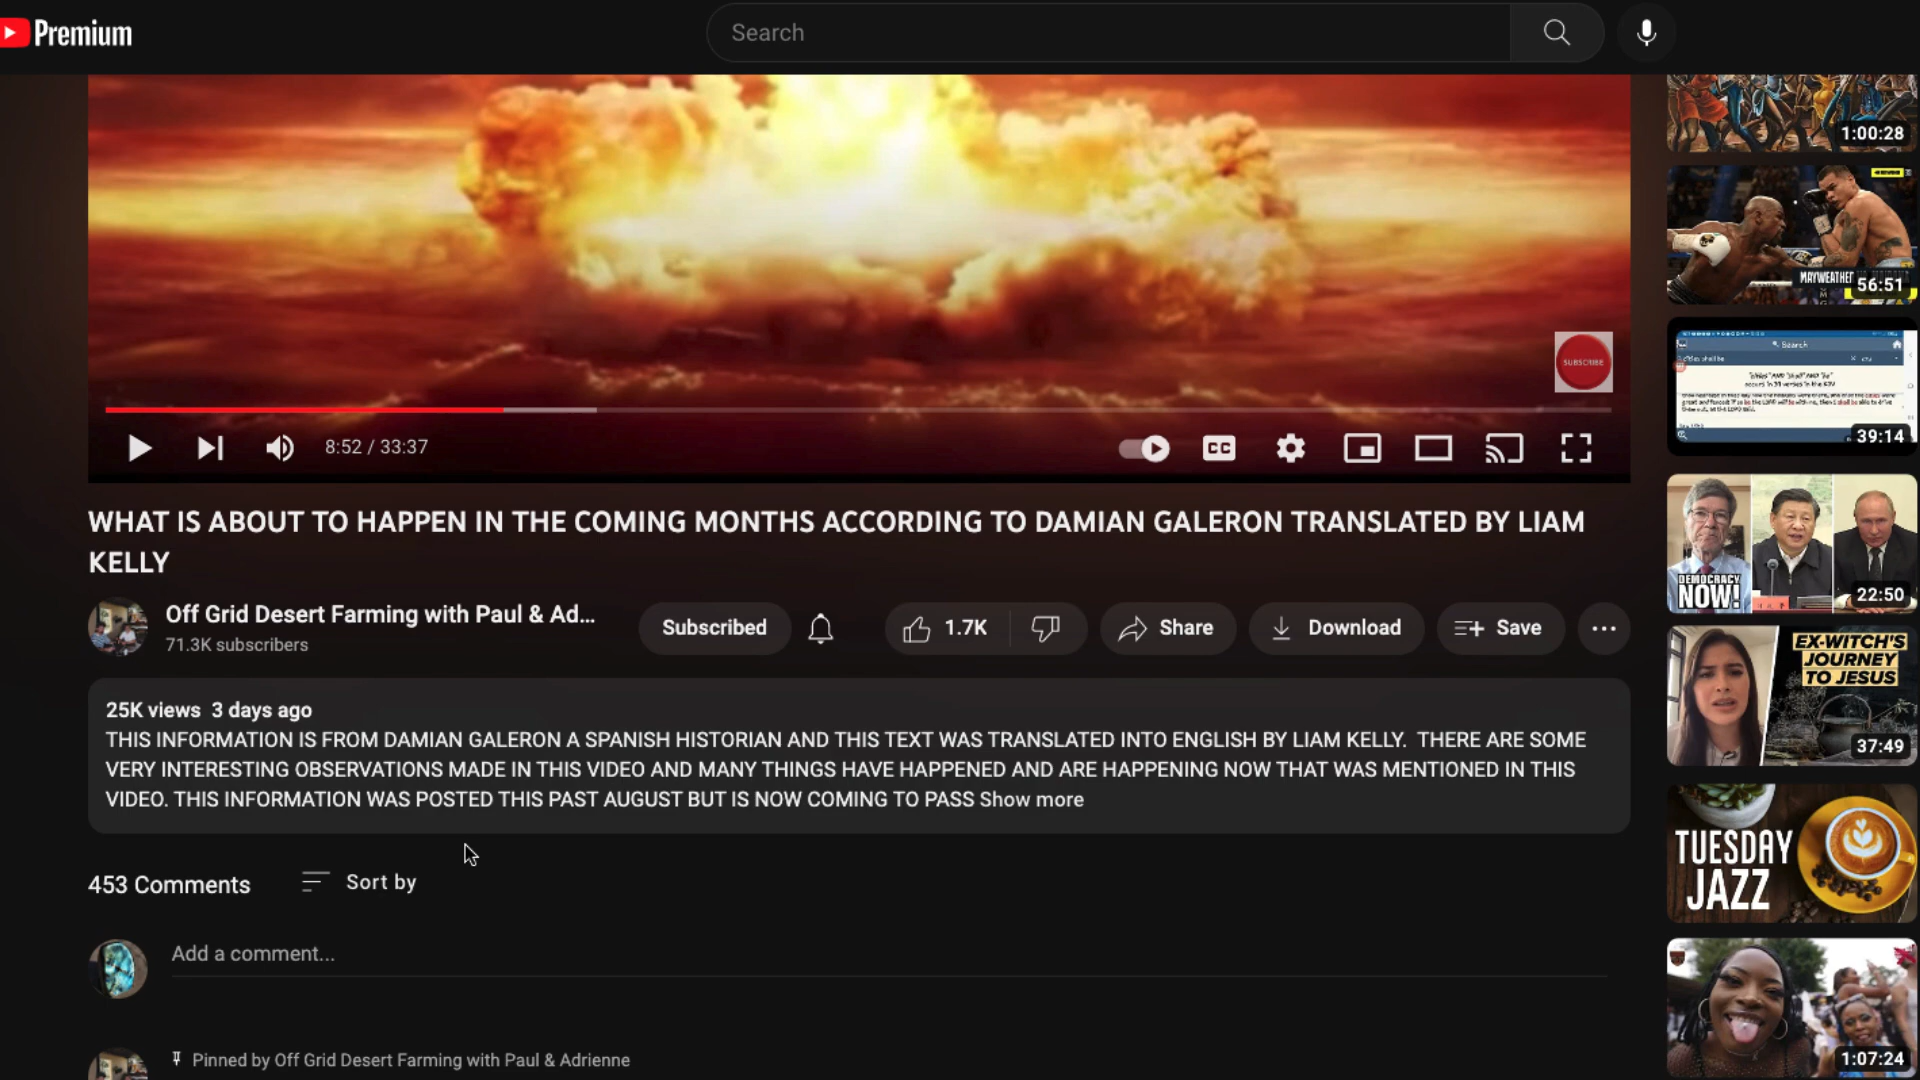 Premium
Search
1:00:28
MAYWEATHER
56:51
SUBSCRIBE
Search
39:14
8:52 / 33:37
CC
WHAT IS ABOUT TO HAPPEN IN THE COMING MONTHS ACCORDING TO DAMIAN GALERON TRANSLATED BY LIAM
KELLY
DEMOCRACY
NOW!
22:50
Off Grid Desert Farming with Paul & Ad...
71.3K subscribers
Subscribed
1.7K
Share
Download
Save
EX-WITCH'S
JOURNEY
TO JESUS
37:49
25K views 3 days ago
THIS INFORMATION IS FROM DAMIAN GALERON A SPANISH HISTORIAN AND THIS TEXT WAS TRANSLATED INTO ENGLISH BY LIAM KELLY. THERE ARE SOME
VERY INTERESTING OBSERVATIONS MADE IN THIS VIDEO AND MANY THINGS HAVE HAPPENED AND ARE HAPPENING NOW THAT WAS MENTIONED IN THIS
VIDEO. THIS INFORMATION WAS POSTED THIS PAST AUGUST BUT IS NOW COMING TO PASS Show more
453 Comments
Sort by
TUESDAY
JAZZ
Add a comment...
Pinned by Off Grid Desert Farming with Paul & Adrienne
1:07:24